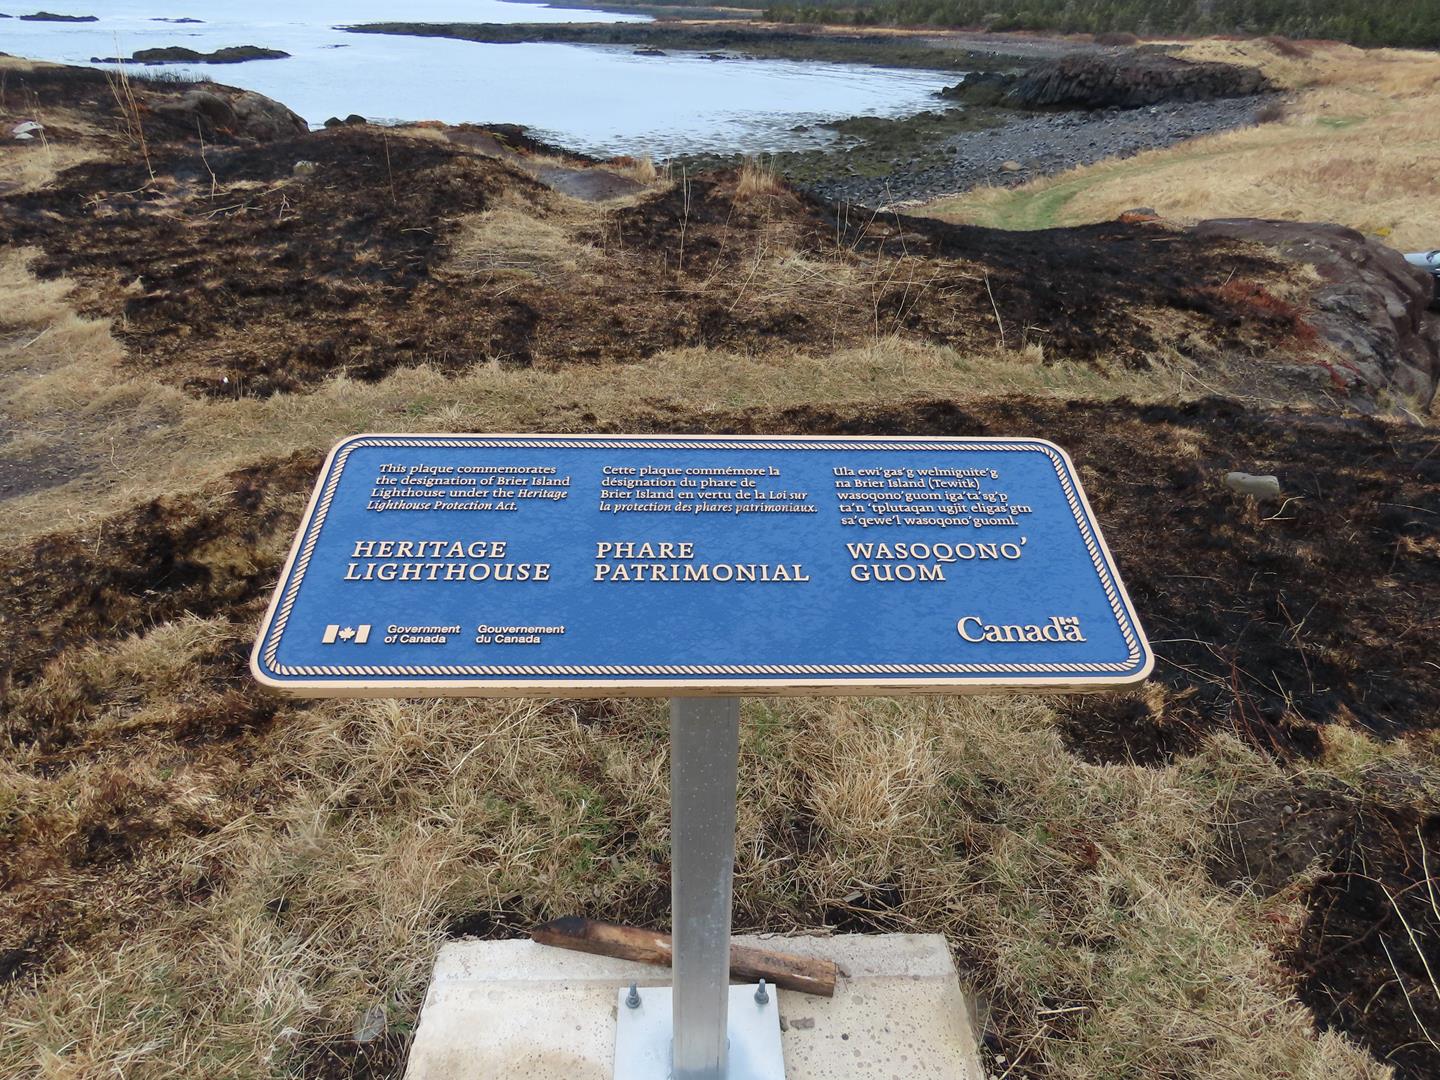 This plaque commemorates
the designation of Brier Island
Lighthouse under the Heritage
Lighthouse Protection Act.
HERITAGE
LIGHTHOUSE
Cette plaque commémore la
désignation du phare de
Brier Island en vertu de la Loi sur
la protection des phares patrimoniaux.
PHARE
PATRIMONIAL
Ula ewi'gas'g welmiguite'g
na Brier Island (Tewitk)
wasoqono'guom iga'ta'sg'p
ta'n 'tplutaqan ugjit eligas'gtn
sa'qewe'l wasoqono'guoml.
WASOQONO'
GUOM
Government
of Canada
Gouvernement
du Canada
Canada